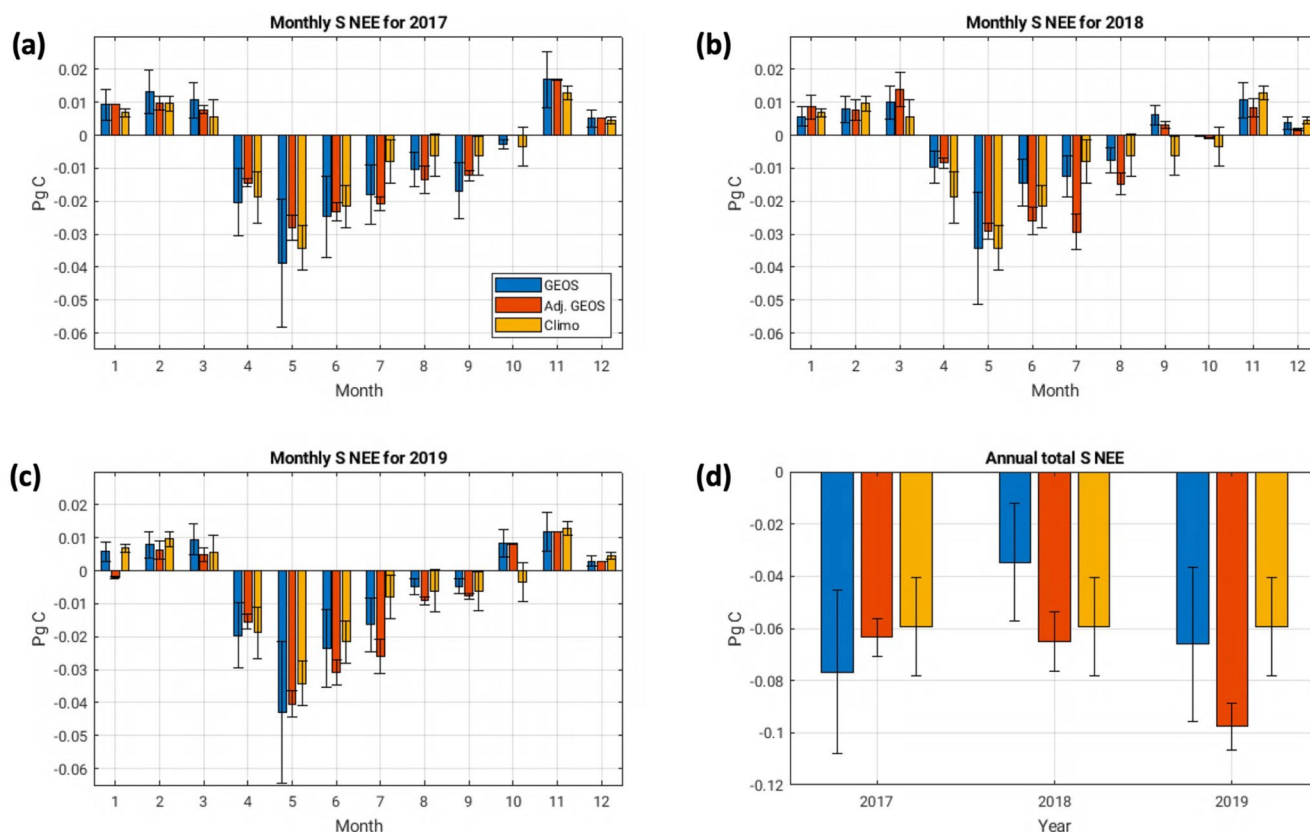 (a)
Monthly S NEE for 2017
0.02
0.01
0
-0.01
-0.02
-0.03
-0.04
-0.05
-0.06
Pg C
GEOS
Adj. GEOS
Climo
1 2 3 4 5 6 7 8 9 10 11 12
Month
(b)
Monthly S NEE for 2018
0.02
0.01
0
-0.01
-0.02
-0.03
-0.04
-0.05
-0.06
Pg C
1 2 3 4 5 6 7 8 9 10 11 12
Month
(c)
Monthly S NEE for 2019
0.02
0.01
0
-0.01
-0.02
-0.03
-0.04
-0.05
-0.06
Pg C
1 2 3 4 5 6 7 8 9 10 11 12
Month
(d)
Annual total S NEE
0
-0.02
-0.04
-0.06
-0.08
-0.1
-0.12
Pg C
2017 2018 2019
Year